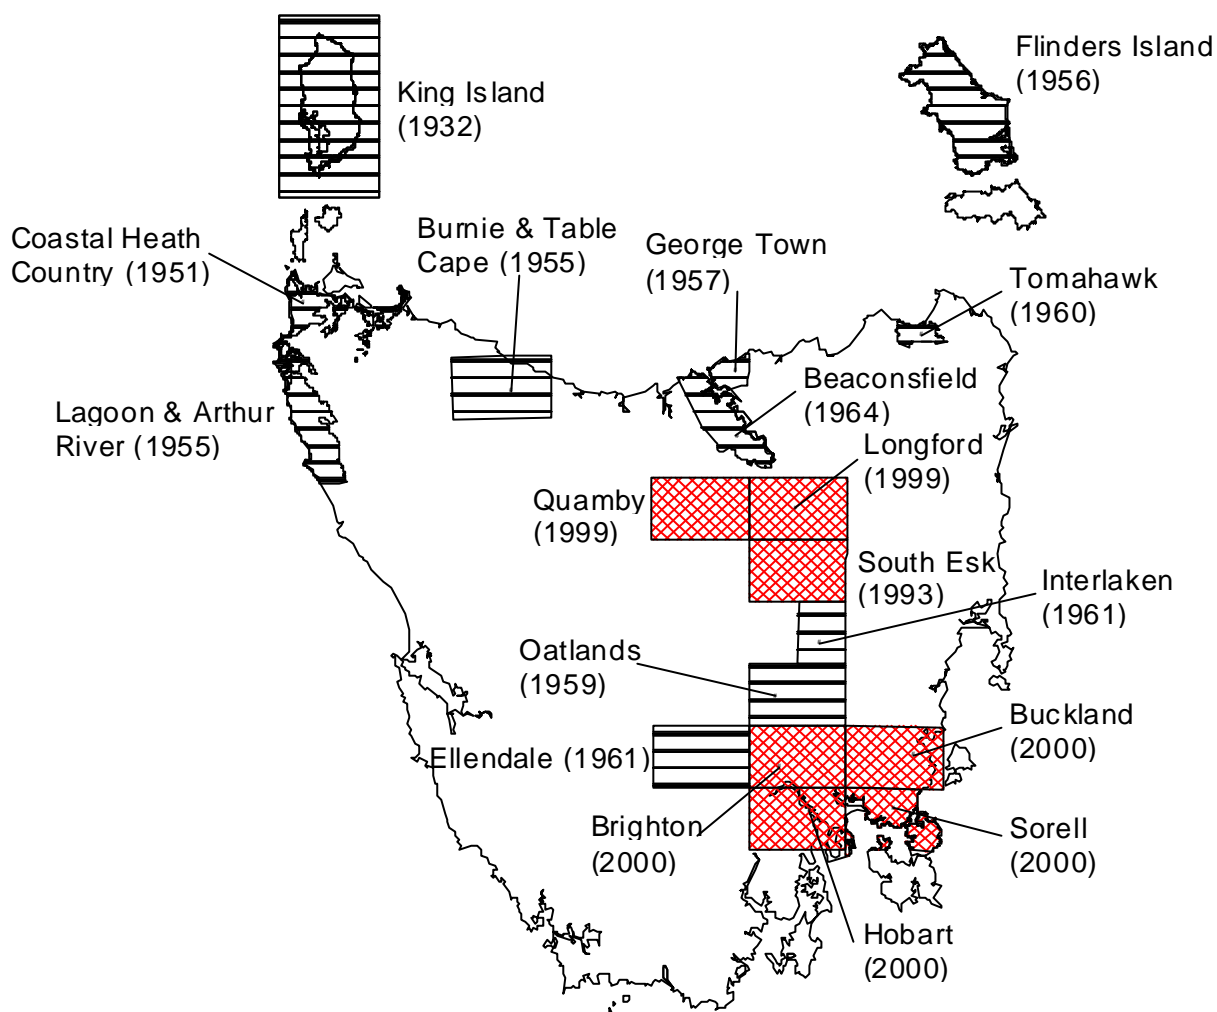 Flinders Island
(1956)
King Island
(1932)
Coastal Heath
Country (1951)
Burnie & Table
Cape (1955)
George Town
(1957)
Tomahawk
(1960)
Beaconsfield
(1964)
Lagoon & Arthur
River (1955)
Longford
(1999)
Quamby
(1999)
South Esk
(1993)
Interlaken
(1961)
Oatlands
(1959)
Buckland
(2000)
Ellendale (1961)
Brighton
(2000)
Sorell
(2000)
Hobart
(2000)